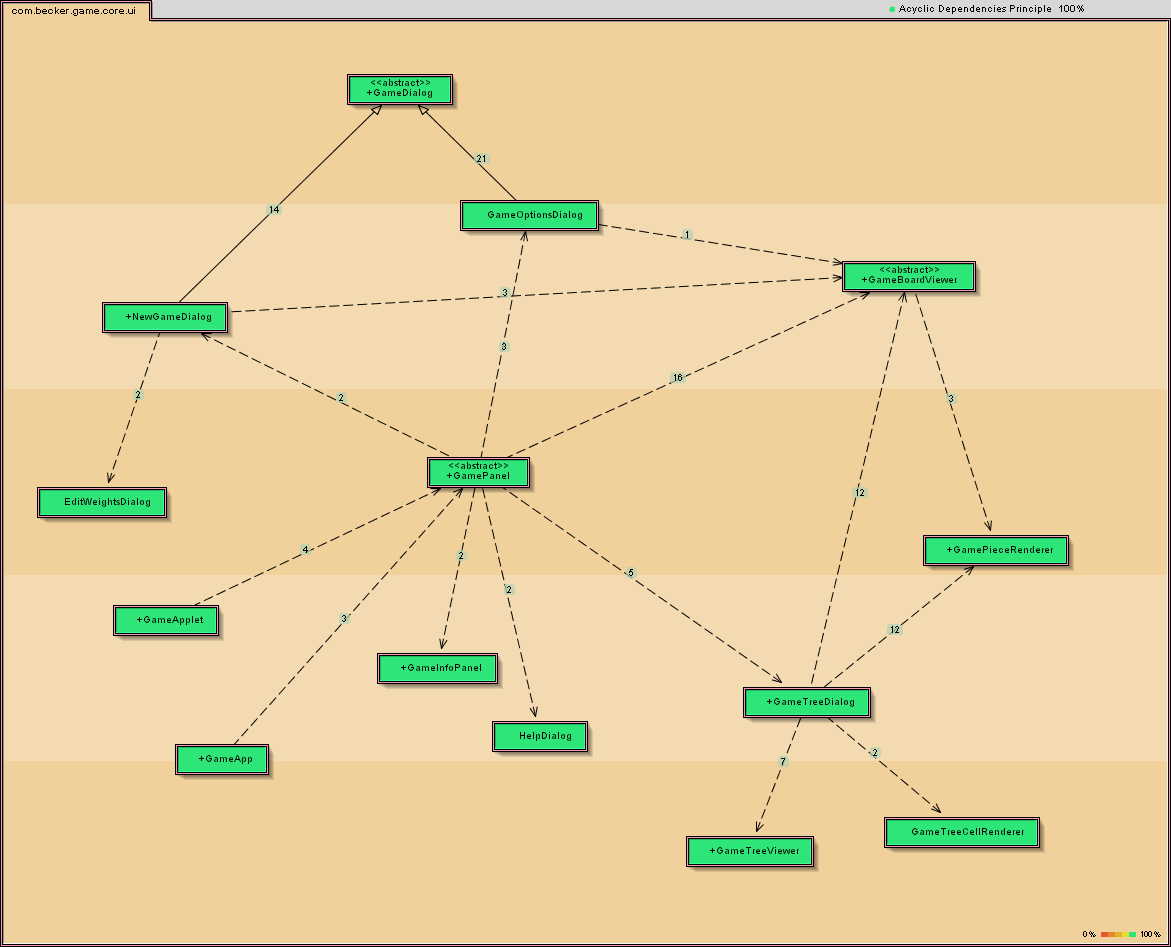 com.becker.game.core.ui
Acyclic Dependencies Principle 100%
<<abstract>>
+GameDialog
21
14
GameOptionsDialog
1
<<abstract>>
+GameBoardViewer
3
+NewGameDialog
3
16
2
2
3
<<abstract>>
+GamePanel
12
EditWeightsDialog
4
2
+GamePieceRenderer
5
2
3
+GameApplet
12
+GameInfoPanel
+GameTreeDialog
HelpDialog
2
+GameApp
7
GameTreeCellRenderer
+GameTreeViewer
0% 100%